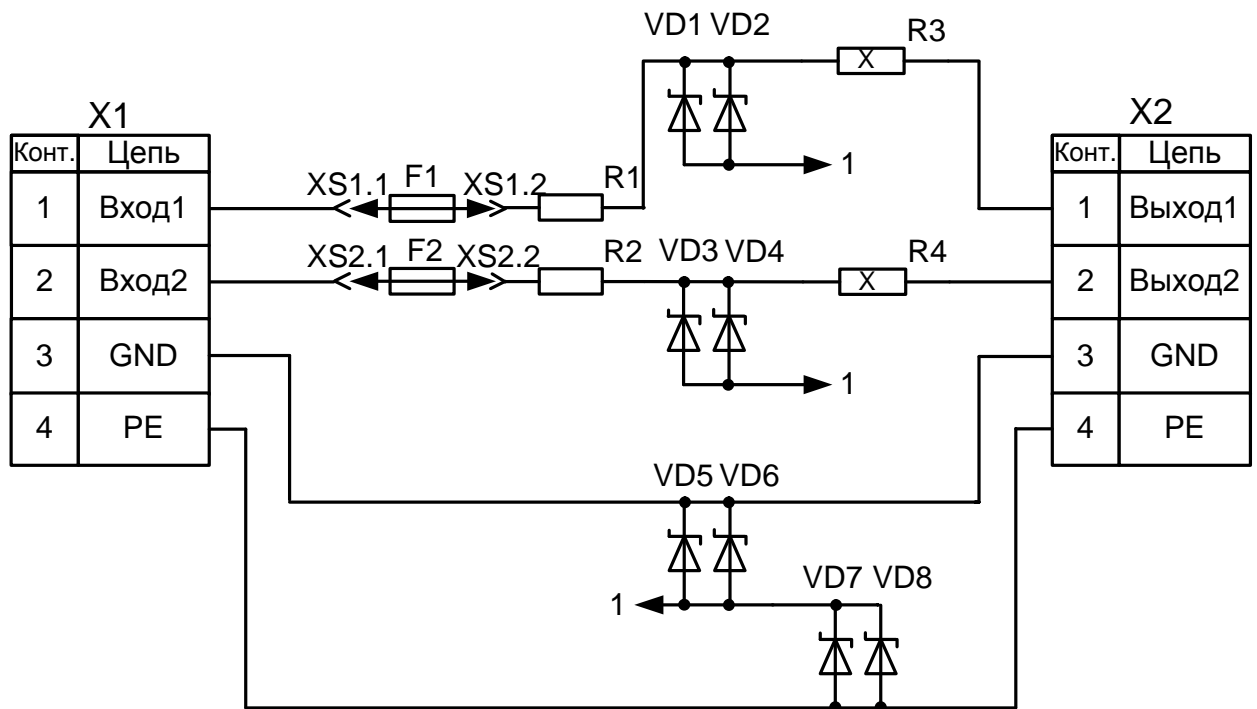 VD1 VD2
R3
X
X1
Конт. Цепь
1 Вход1
2 Вход2
3 GND
4 PE
XS1.1 F1 XS1.2 R1
1
XS2.1 F2 XS2.2 R2
VD3 VD4
R4
X
1
VD5 VD6
1
VD7 VD8
X2
Конт. Цепь
1 Выход1
2 Выход2
3 GND
4 PE